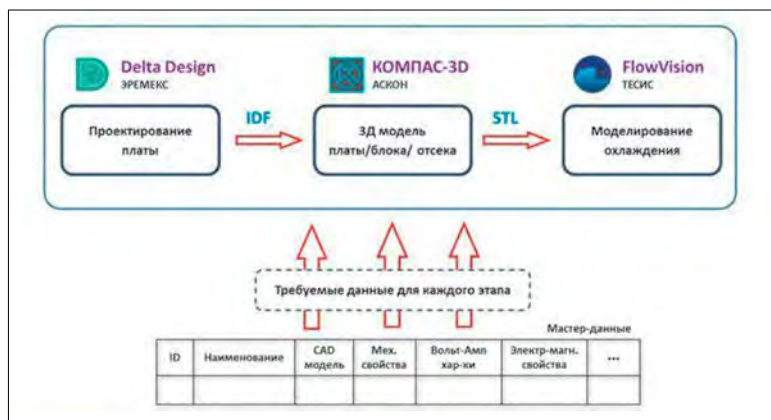 Delta Design
ЭРЕМЕКС
КОМПАС-3D
АСКОН
FlowVision
ТЕСИС
Проектирование
платы
IDF
3Д модель
платы/блока/ отсека
STL
Моделирование
охлаждения
Требуемые данные для каждого этапа
Мастер-данные
ID
Наименование
CAD
модель
Мех.
свойства
Вольт-Амп
хар-ки
Электр-магн.
свойства
...